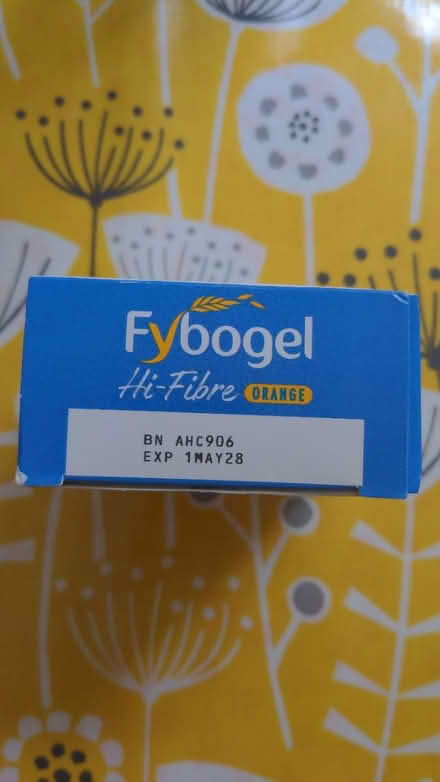 Fybogel
Hi-Fibre ORANGE
BN AHC906
EXP 1MAY28